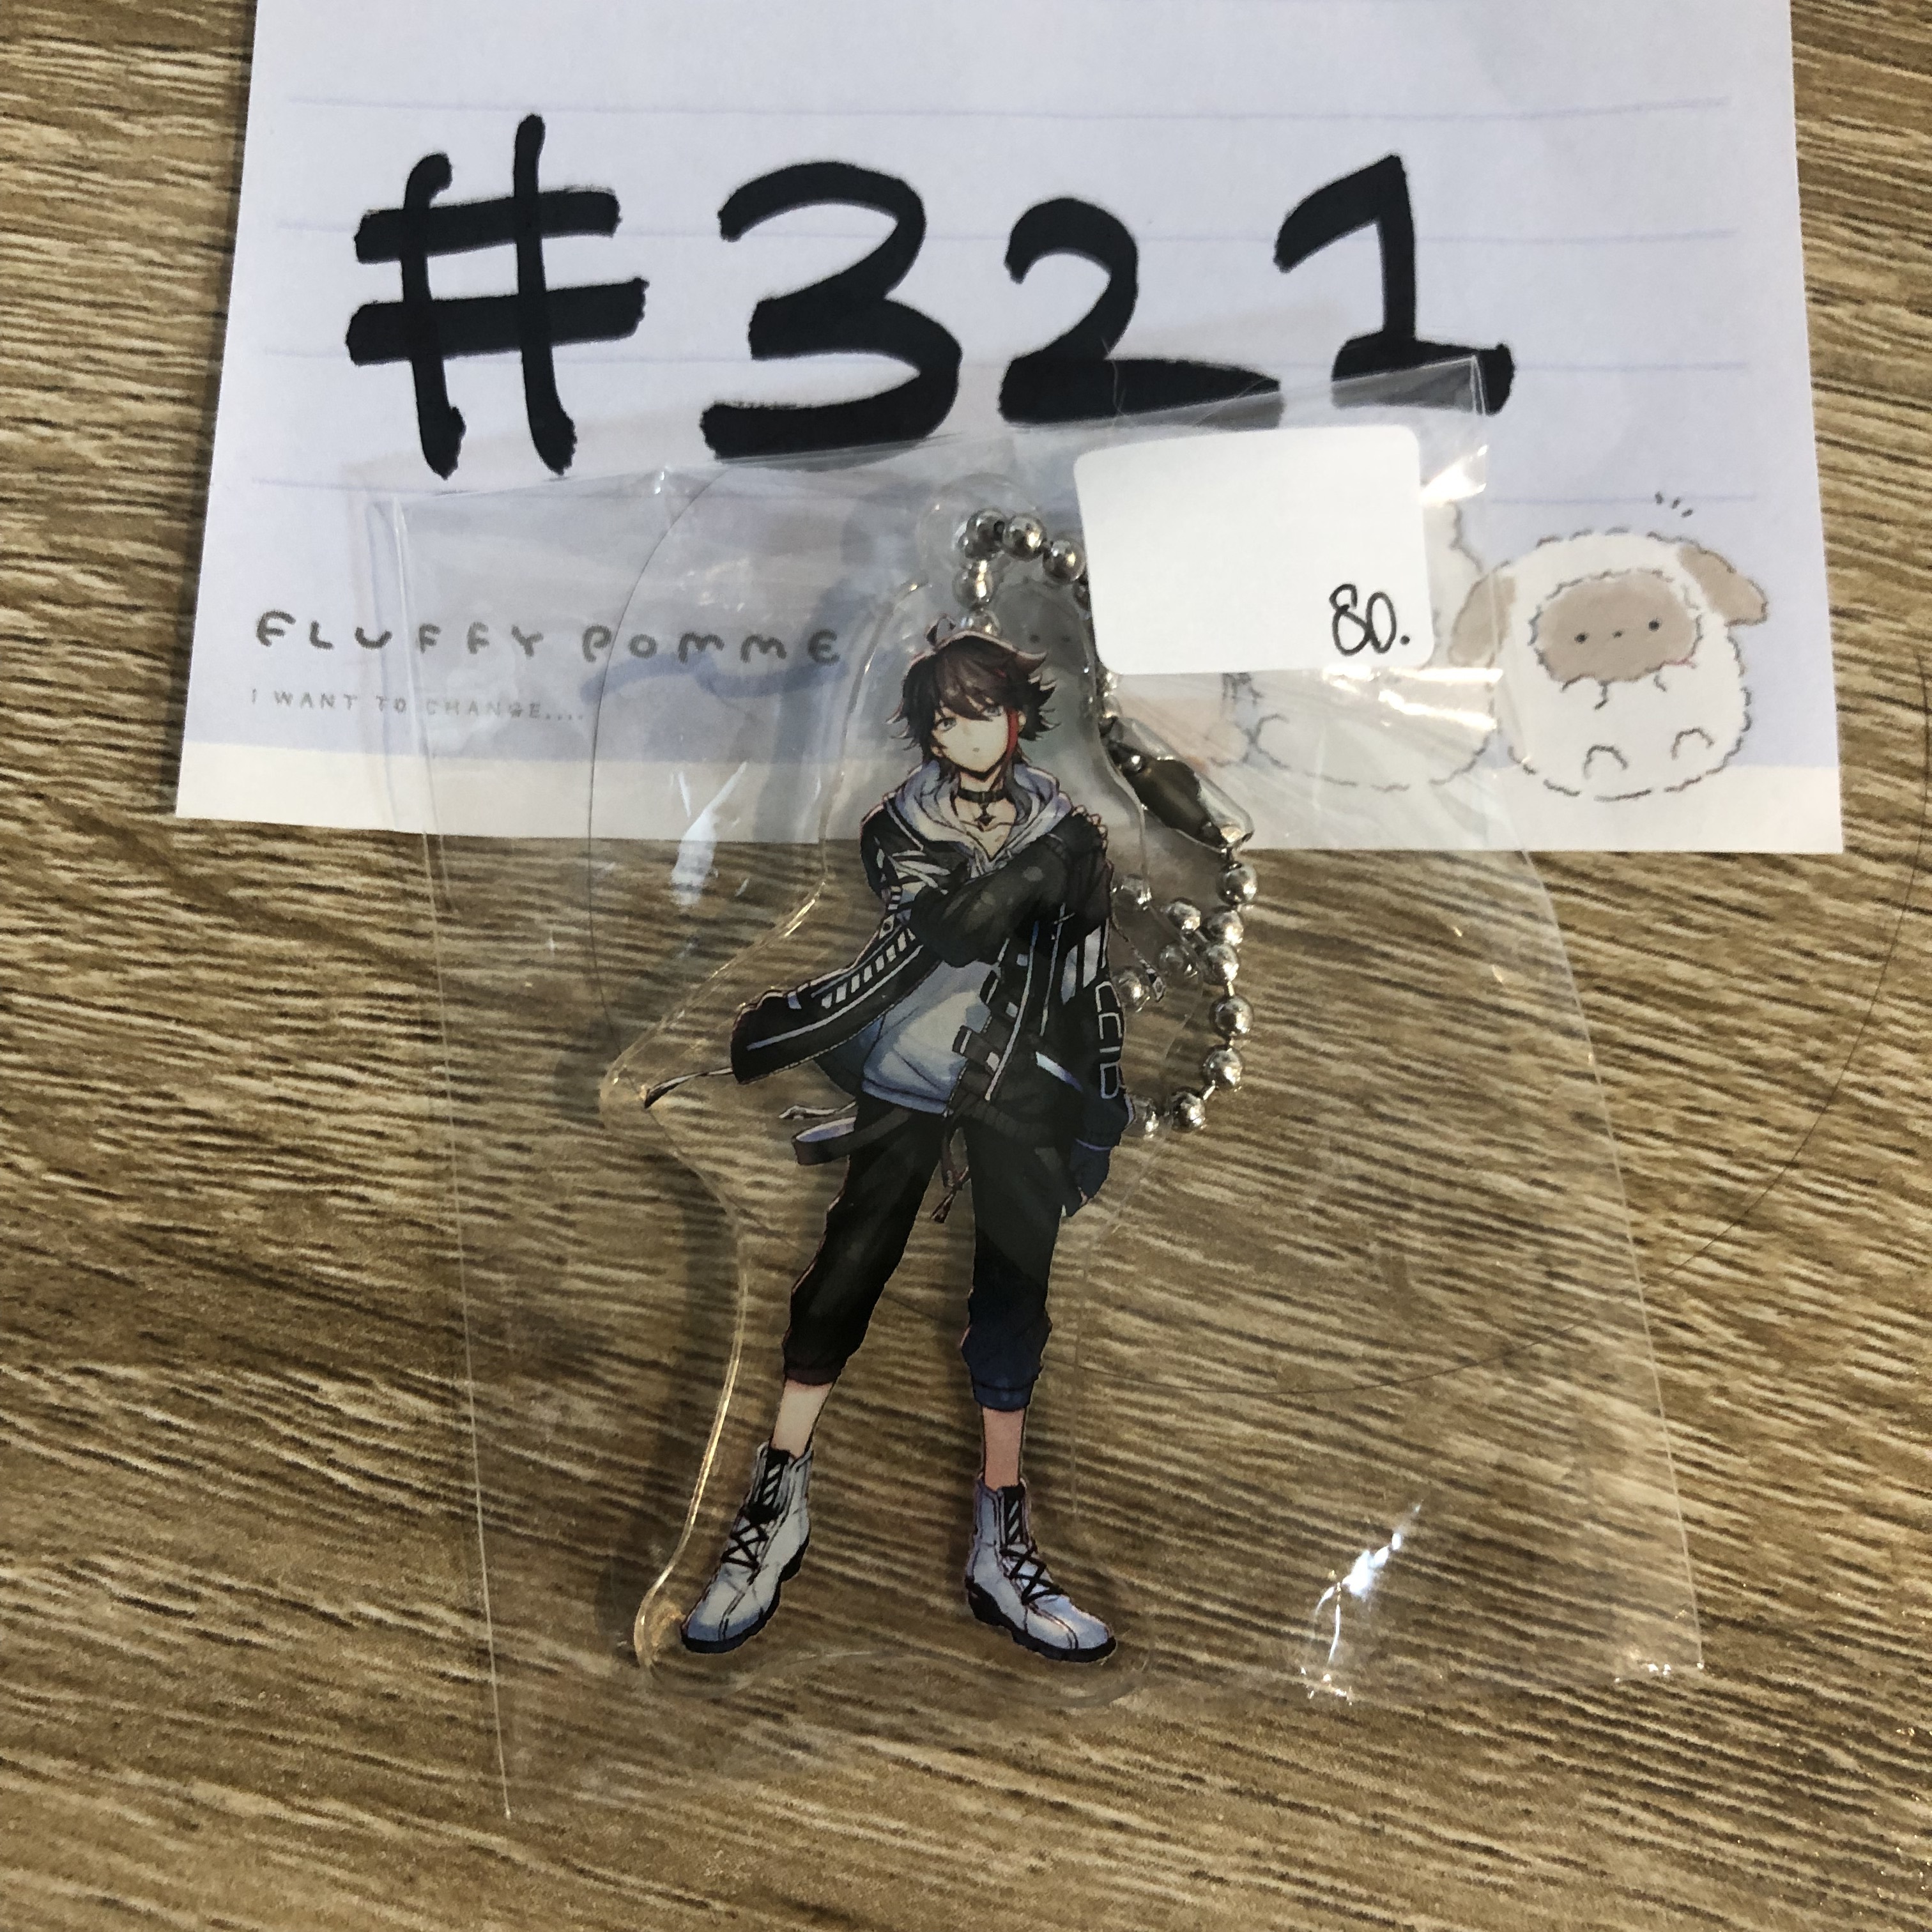 #321
80.
FLUFFY POMME
I WANT TO CHANGE....